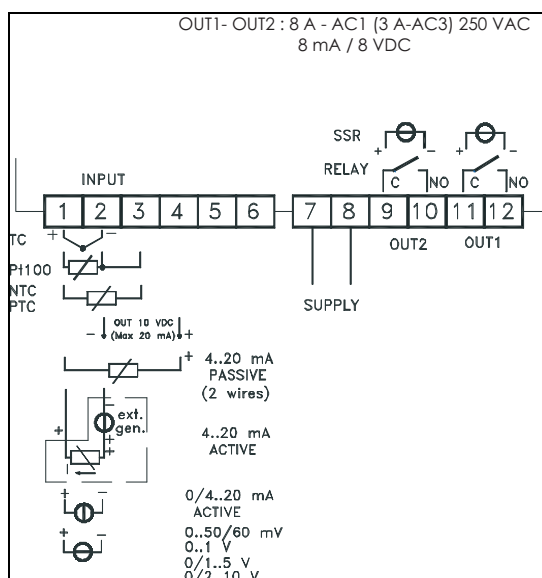 OUT1- OUT2 : 8 A - AC1 (3 A-AC3) 250 VAC
8 mA / 8 VDC
SSR
+ - + -
RELAY
C NO C NO
INPUT
1 2 3 4 5 6 7 8 9 10 11 12
OUT2 OUT1
SUPPLY
TC + -
Pt100
NTC
PTC
OUT 10 VDC
- (Max 20 mA) +
+ 4..20 mA
PASSIVE
(2 wires)
-
ext.
gen.
+ +
+
4..20 mA
ACTIVE
I
+ - 0/4..20 mA
ACTIVE
+ - 0..50/60 mV
0..1 V
0/1..5 V
0/2..10 V